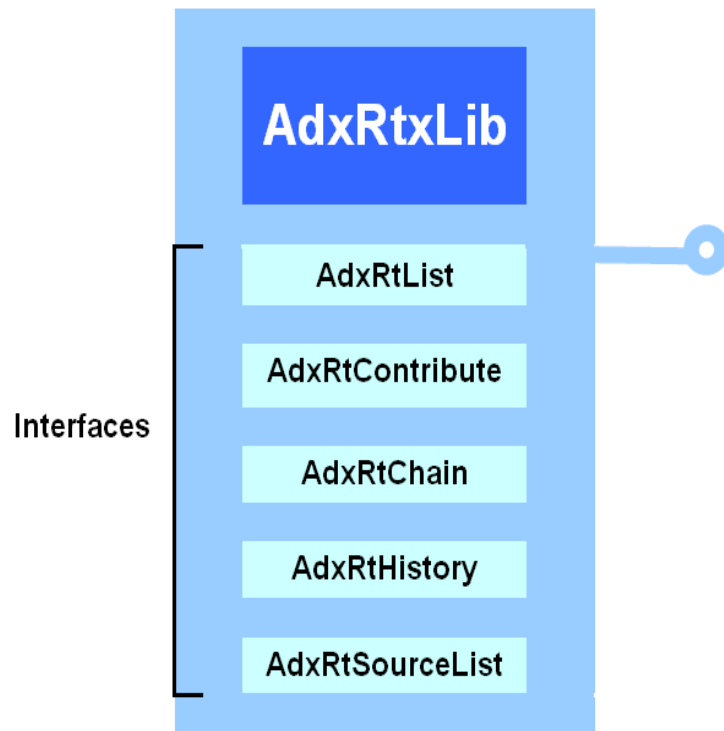 AdxRtxLib
AdxRtList
AdxRtContribute
Interfaces
AdxRtChain
AdxRtHistory
AdxRtSourceList